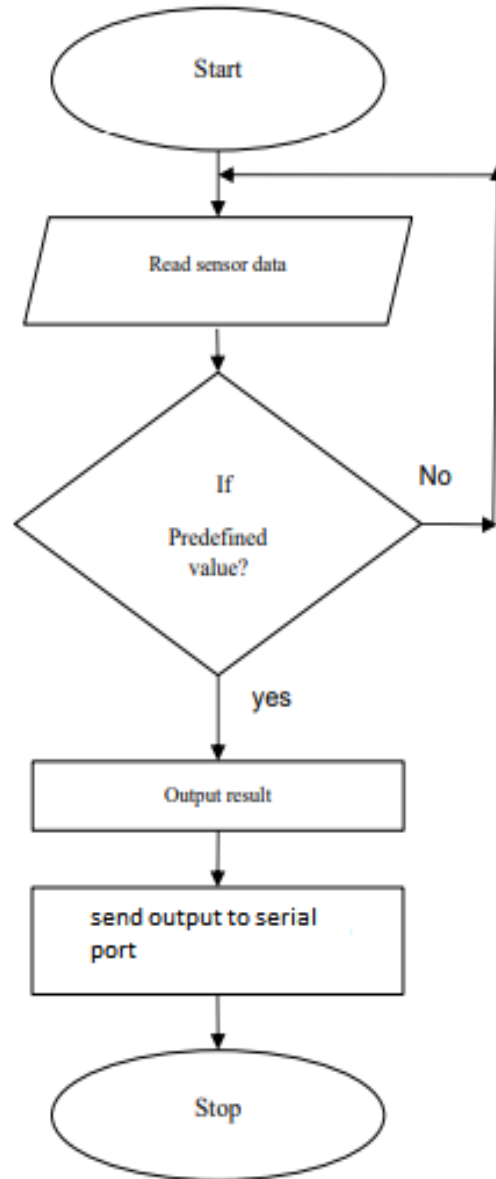 Start
Read sensor data
If
No
Predefined
value?
yes
Output result
send output to serial
port
Stop